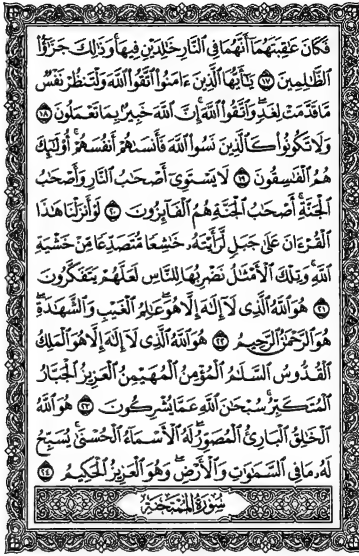 فَكَانَ عَٰقِبَتَهُمَآ أَنَّهُمَا فِى ٱلنَّارِ خَٰلِدَيْنِ فِيهَا ۚ وَذَٰلِكَ جَزَٰٓؤُا۟
ٱلظَّٰلِمِينَ ١٧ يَٰٓأَيُّهَا ٱلَّذِينَ ءَامَنُوا۟ ٱتَّقُوا۟ ٱللَّهَ وَلْتَنظُرْ نَفْسٌ
مَّا قَدَّمَتْ لِغَدٍ ۖ وَٱتَّقُوا۟ ٱللَّهَ ۚ إِنَّ ٱللَّهَ خَبِيرٌۢ بِمَا تَعْمَلُونَ ١٨
وَلَا تَكُونُوا۟ كَٱلَّذِينَ نَسُوا۟ ٱللَّهَ فَأَنسَىٰهُمْ أَنفُسَهُمْ ۚ أُو۟لَٰٓئِكَ
هُمُ ٱلْفَٰسِقُونَ ١٩ لَا يَسْتَوِىٓ أَصْحَٰبُ ٱلنَّارِ وَأَصْحَٰبُ
ٱلْجَنَّةِ ۚ أَصْحَٰبُ ٱلْجَنَّةِ هُمُ ٱلْفَآئِزُونَ ٢٠ لَوْ أَنزَلْنَا هَٰذَا
ٱلْقُرْءَانَ عَلَىٰ جَبَلٍ لَّرَأَيْتَهُۥ خَٰشِعًا مُّتَصَدِّعًا مِّنْ خَشْيَةِ
ٱللَّهِ ۚ وَتِلْكَ ٱلْأَمْثَٰلُ نَضْرِبُهَا لِلنَّاسِ لَعَلَّهُمْ يَتَفَكَّرُونَ
٢١ هُوَ ٱللَّهُ ٱلَّذِى لَآ إِلَٰهَ إِلَّا هُوَ ۖ عَٰلِمُ ٱلْغَيْبِ وَٱلشَّهَٰدَةِ ۖ
هُوَ ٱلرَّحْمَٰنُ ٱلرَّحِيمُ ٢٢ هُوَ ٱللَّهُ ٱلَّذِى لَآ إِلَٰهَ إِلَّا هُوَ ٱلْمَلِكُ
ٱلْقُدُّوسُ ٱلسَّلَٰمُ ٱلْمُؤْمِنُ ٱلْمُهَيْمِنُ ٱلْعَزِيزُ ٱلْجَبَّارُ
ٱلْمُتَكَبِّرُ ۚ سُبْحَٰنَ ٱللَّهِ عَمَّا يُشْرِكُونَ ٢٣ هُوَ ٱللَّهُ
ٱلْخَٰلِقُ ٱلْبَارِئُ ٱلْمُصَوِّرُ ۖ لَهُ ٱلْأَسْمَآءُ ٱلْحُسْنَىٰ ۚ يُسَبِّحُ
لَهُۥ مَا فِى ٱلسَّمَٰوَٰتِ وَٱلْأَرْضِ ۖ وَهُوَ ٱلْعَزِيزُ ٱلْحَكِيمُ ٢٤
سُورَةُ ٱلْمُمْتَحَنَةِ